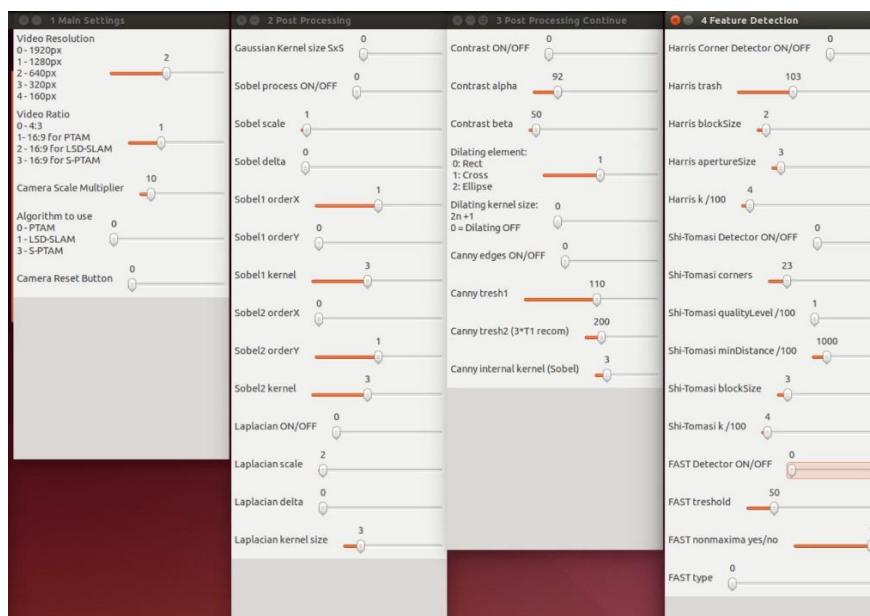 1 Main Settings
Video Resolution
0 - 1920px
1 - 1280px
2 - 640px
3 - 320px
4 - 160px
2
Video Ratio
0 - 4:3
1- 16:9 for PTAM
2 - 16:9 for LSD-SLAM
3 - 16:9 for S-PTAM
1
Camera Scale Multiplier
10
Algorithm to use
0 - PTAM
1 - LSD-SLAM
3 - S-PTAM
0
Camera Reset Button
0
2 Post Processing
Gaussian Kernel size SxS
0
Sobel process ON/OFF
0
Sobel scale
1
Sobel delta
0
Sobel1 orderX
1
Sobel1 orderY
0
Sobel1 kernel
3
Sobel2 orderX
0
Sobel2 orderY
1
Sobel2 kernel
3
Laplacian ON/OFF
0
Laplacian scale
2
Laplacian delta
0
Laplacian kernel size
3
3 Post Processing Continue
Contrast ON/OFF
0
Contrast alpha
92
Contrast beta
50
Dilating element:
0: Rect
1: Cross
2: Ellipse
1
Dilating kernel size:
2n +1
0 = Dilating OFF
0
Canny edges ON/OFF
0
Canny tresh1
110
Canny tresh2 (3*T1 recom)
200
Canny internal kernel (Sobel)
3
4 Feature Detection
Harris Corner Detector ON/OFF
0
Harris trash
103
Harris blockSize
2
Harris apertureSize
3
Harris k /100
4
Shi-Tomasi Detector ON/OFF
0
Shi-Tomasi corners
23
Shi-Tomasi qualityLevel /100
1
Shi-Tomasi minDistance /100
1000
Shi-Tomasi blockSize
3
Shi-Tomasi k /100
4
FAST Detector ON/OFF
0
FAST treshold
50
FAST nonmaxima yes/no
FAST type
0